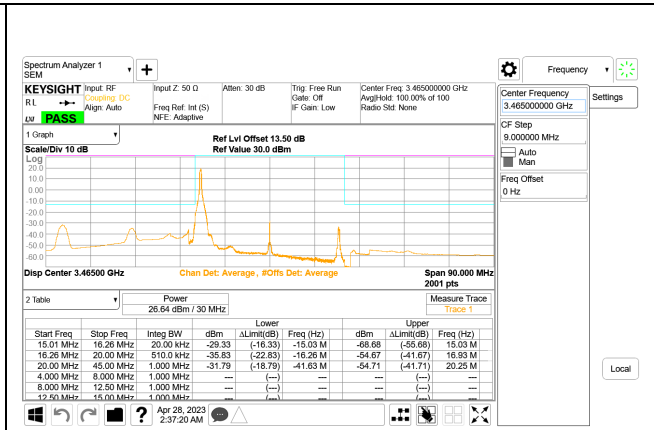 Spectrum Analyzer 1
SEM
+
Frequency
KEYSIGHT Input: RF Input Z: 50 Ω Atten: 30 dB Trig: Free Run Center Freq: 3.465000000 GHz
R L Coupling: DC Gate: Off Avg|Hold: 100.00% of 100
Align: Auto Freq Ref: Int (S) IF Gain: Low Radio Std: None
LXI PASS NFE: Adaptive
Center Frequency
3.465000000 GHz
Settings
CF Step
9.000000 MHz
Auto
Man
Freq Offset
0 Hz
1 Graph
Ref Lvl Offset 13.50 dB
Scale/Div 10 dB Ref Value 30.0 dBm
Log
20.0
10.0
0.00
-10.0
-20.0
-30.0
-40.0
-50.0
-60.0
Disp Center 3.46500 GHz Chan Det: Average, #Offs Det: Average Span 90.000 MHz
2001 pts
2 Table
Power
26.64 dBm / 30 MHz
Measure Trace
Trace 1
Lower Upper
Start Freq Stop Freq Integ BW dBm ΔLimit(dB) Freq (Hz) dBm ΔLimit(dB) Freq (Hz)
15.01 MHz 16.26 MHz 20.00 kHz -29.33 (-16.33) -15.03 M -68.68 (-55.68) 15.03 M
16.26 MHz 20.00 MHz 510.0 kHz -35.83 (-22.83) -16.26 M -54.67 (-41.67) 16.93 M
20.00 MHz 45.00 MHz 1.000 MHz -31.79 (-18.79) -41.63 M -54.71 (-41.71) 20.25 M
4.000 MHz 8.000 MHz 1.000 MHz --- (---) --- --- (---) ---
8.000 MHz 12.50 MHz 1.000 MHz --- (---) --- --- (---) ---
12.50 MHz 15.00 MHz 1.000 MHz --- (---) --- --- (---) ---
Local
?
Apr 28, 2023
2:37:20 AM